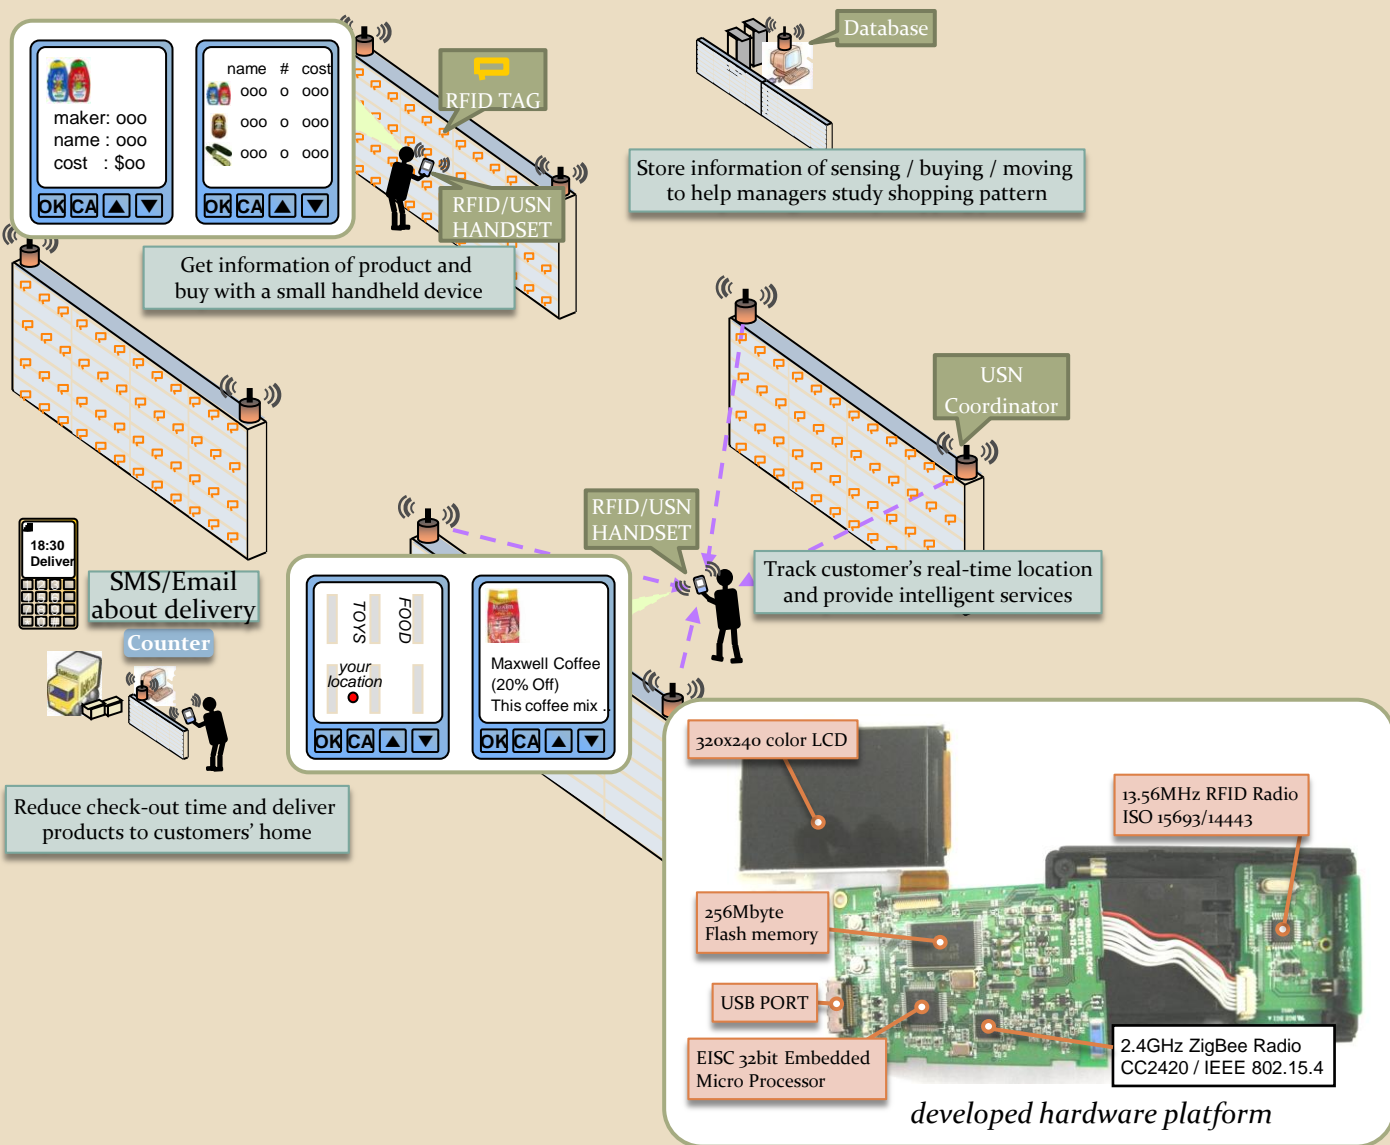 name # cost
ooo o ooo
ooo o ooo
ooo o ooo
maker: ooo
name : ooo
cost : $oo
OK CA
OK CA
RFID TAG
RFID/USN
HANDSET
Get information of product and
buy with a small handheld device
Database
Store information of sensing / buying / moving
to help managers study shopping pattern
USN
Coordinator
RFID/USN
HANDSET
Track customer's real-time location
and provide intelligent services
18:30
Deliver
SMS/Email
about delivery
Counter
Reduce check-out time and deliver
products to customers' home
TOYS
FOOD
your
location
OK CA
Maxwell Coffee
(20% Off)
This coffee mix ..
OK CA
320x240 color LCD
13.56MHz RFID Radio
ISO 15693/14443
256Mbyte
Flash memory
USB PORT
EISC 32bit Embedded
Micro Processor
2.4GHz ZigBee Radio
CC2420 / IEEE 802.15.4
developed hardware platform